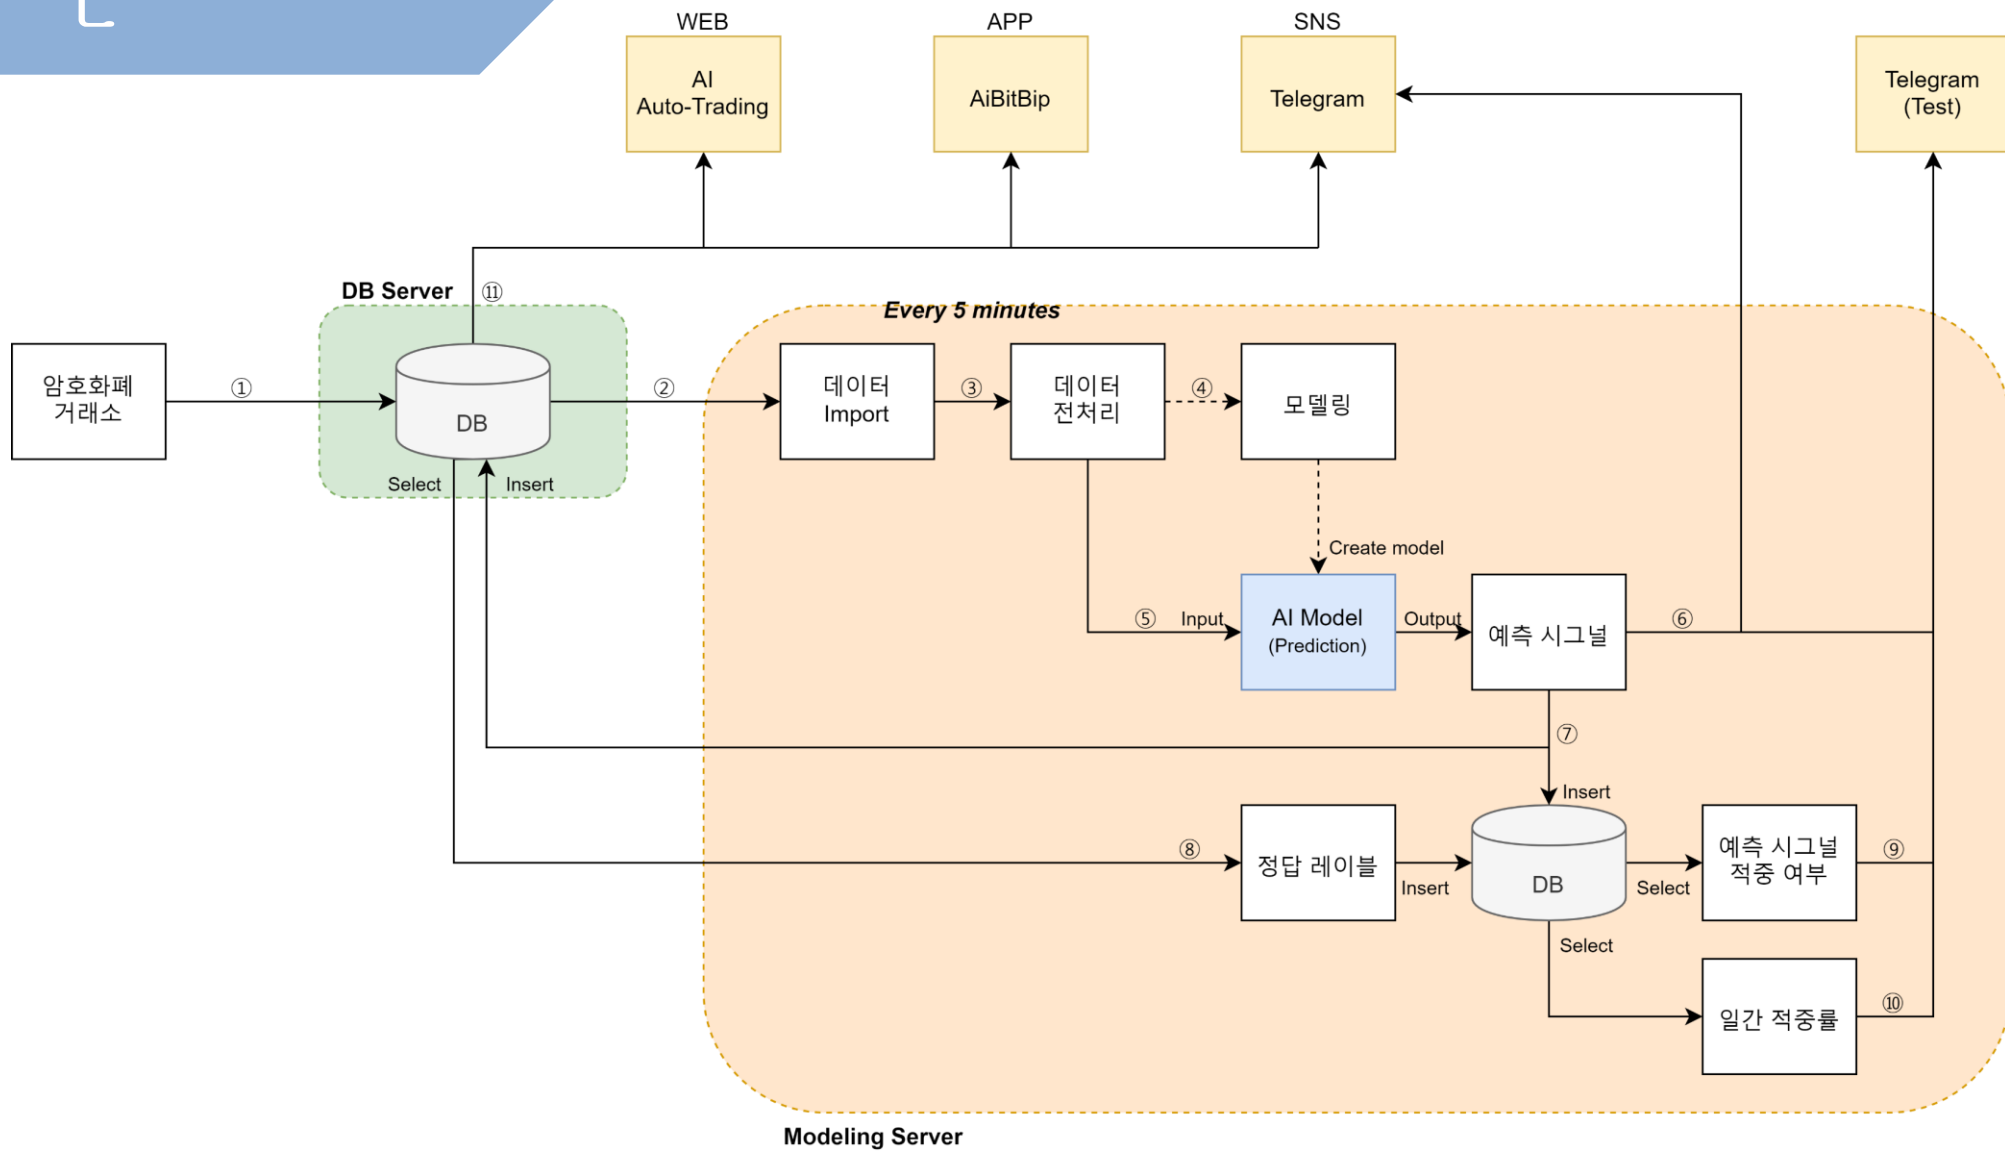 WEB
APP
SNS
AI
Auto-Trading
AiBitBip
Telegram
Telegram
(Test)
DB Server
⑪
Every 5 minutes
암호화폐
거래소
①
DB
②
데이터
Import
③
데이터
전처리
④
모델링
Select
Insert
Create model
⑤
Input
AI Model
(Prediction)
Output
예측 시그널
⑥
⑦
Insert
⑧
정답 레이블
Insert
DB
Select
예측 시그널
적중 여부
⑨
Select
일간 적중률
⑩
Modeling Server